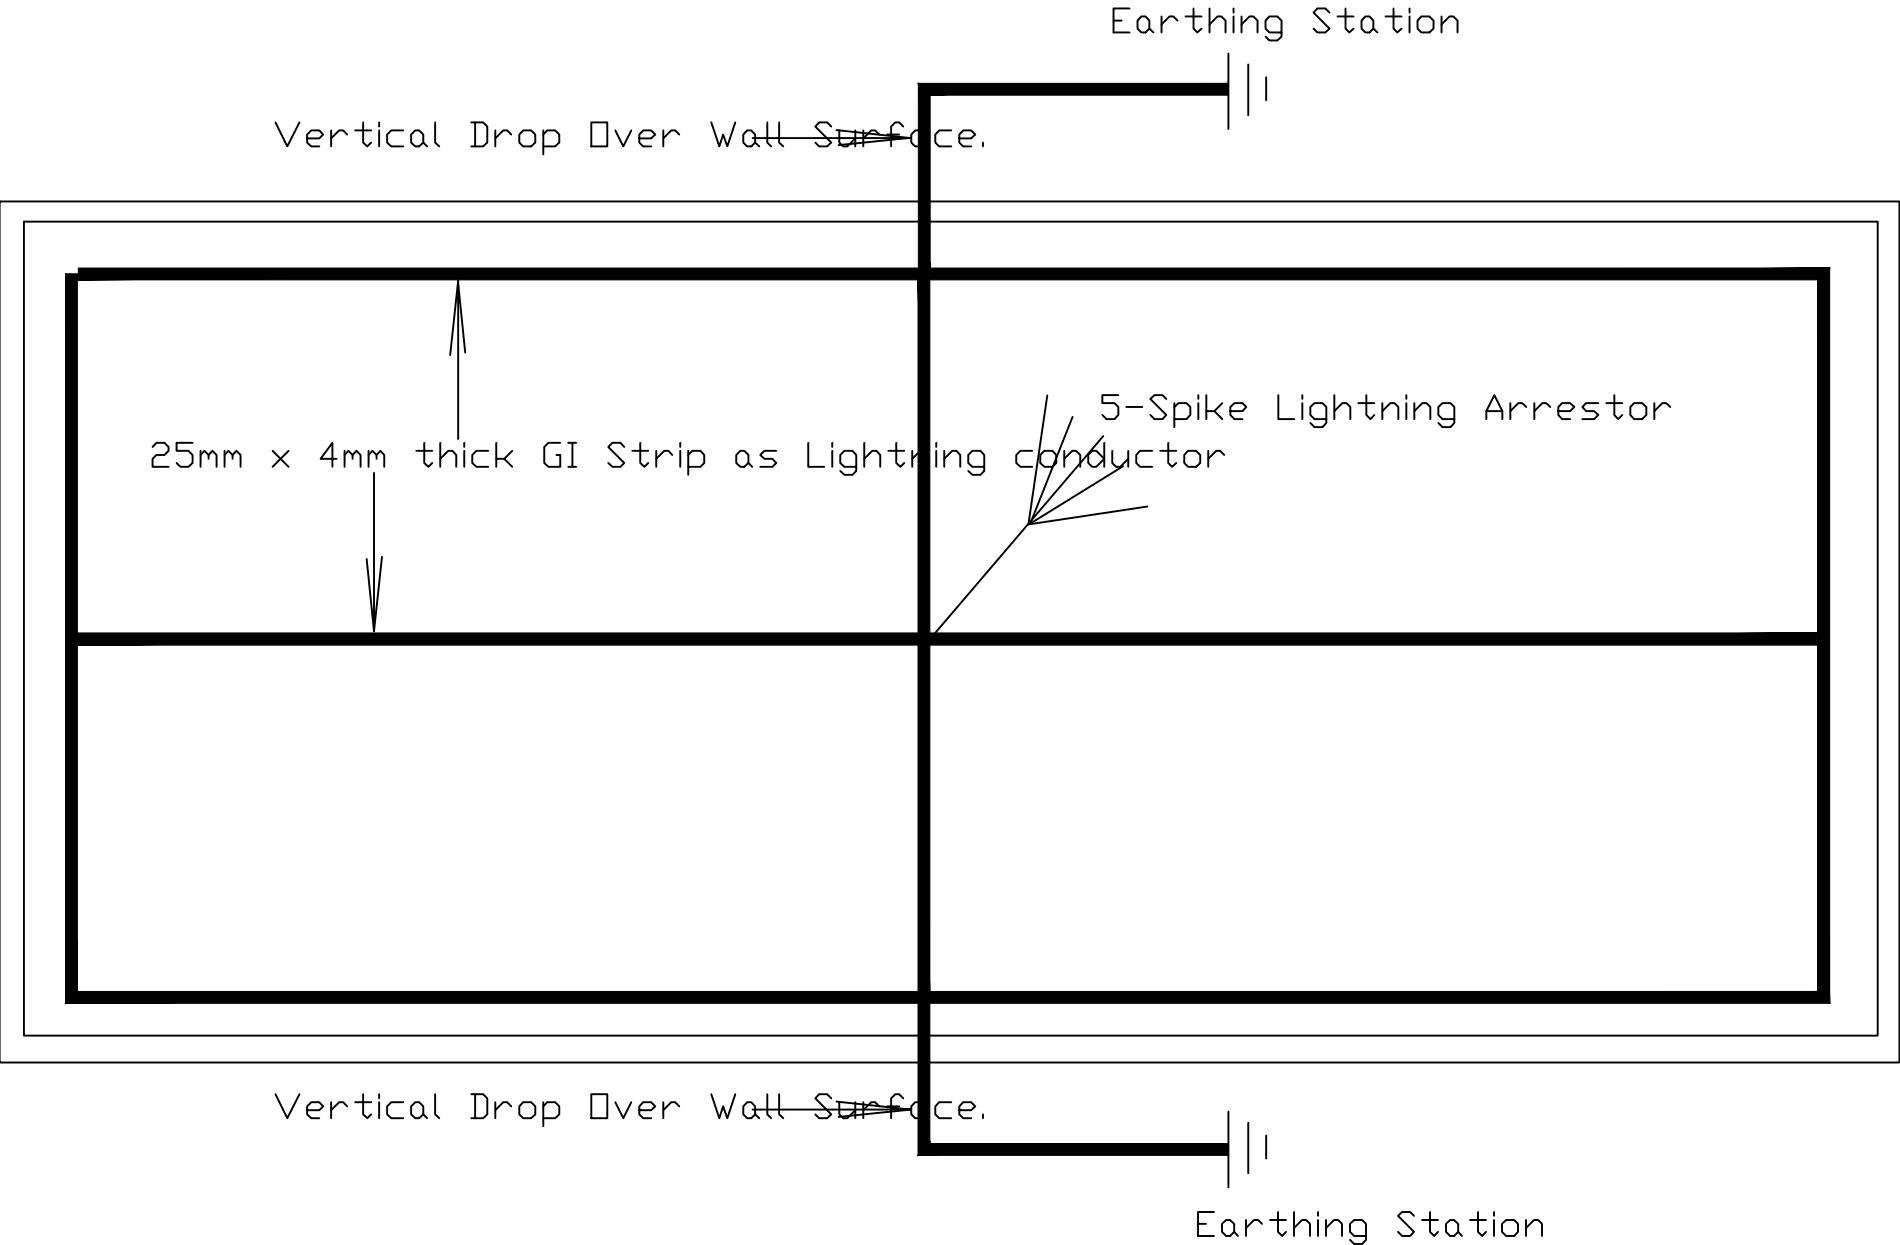 Earthing Station
Vertical Drop Over Wall Surface.
5-Spike Lightning Arrestor
25mm x 4mm thick GI Strip as Lightning conductor
Vertical Drop Over Wall Surface.
Earthing Station